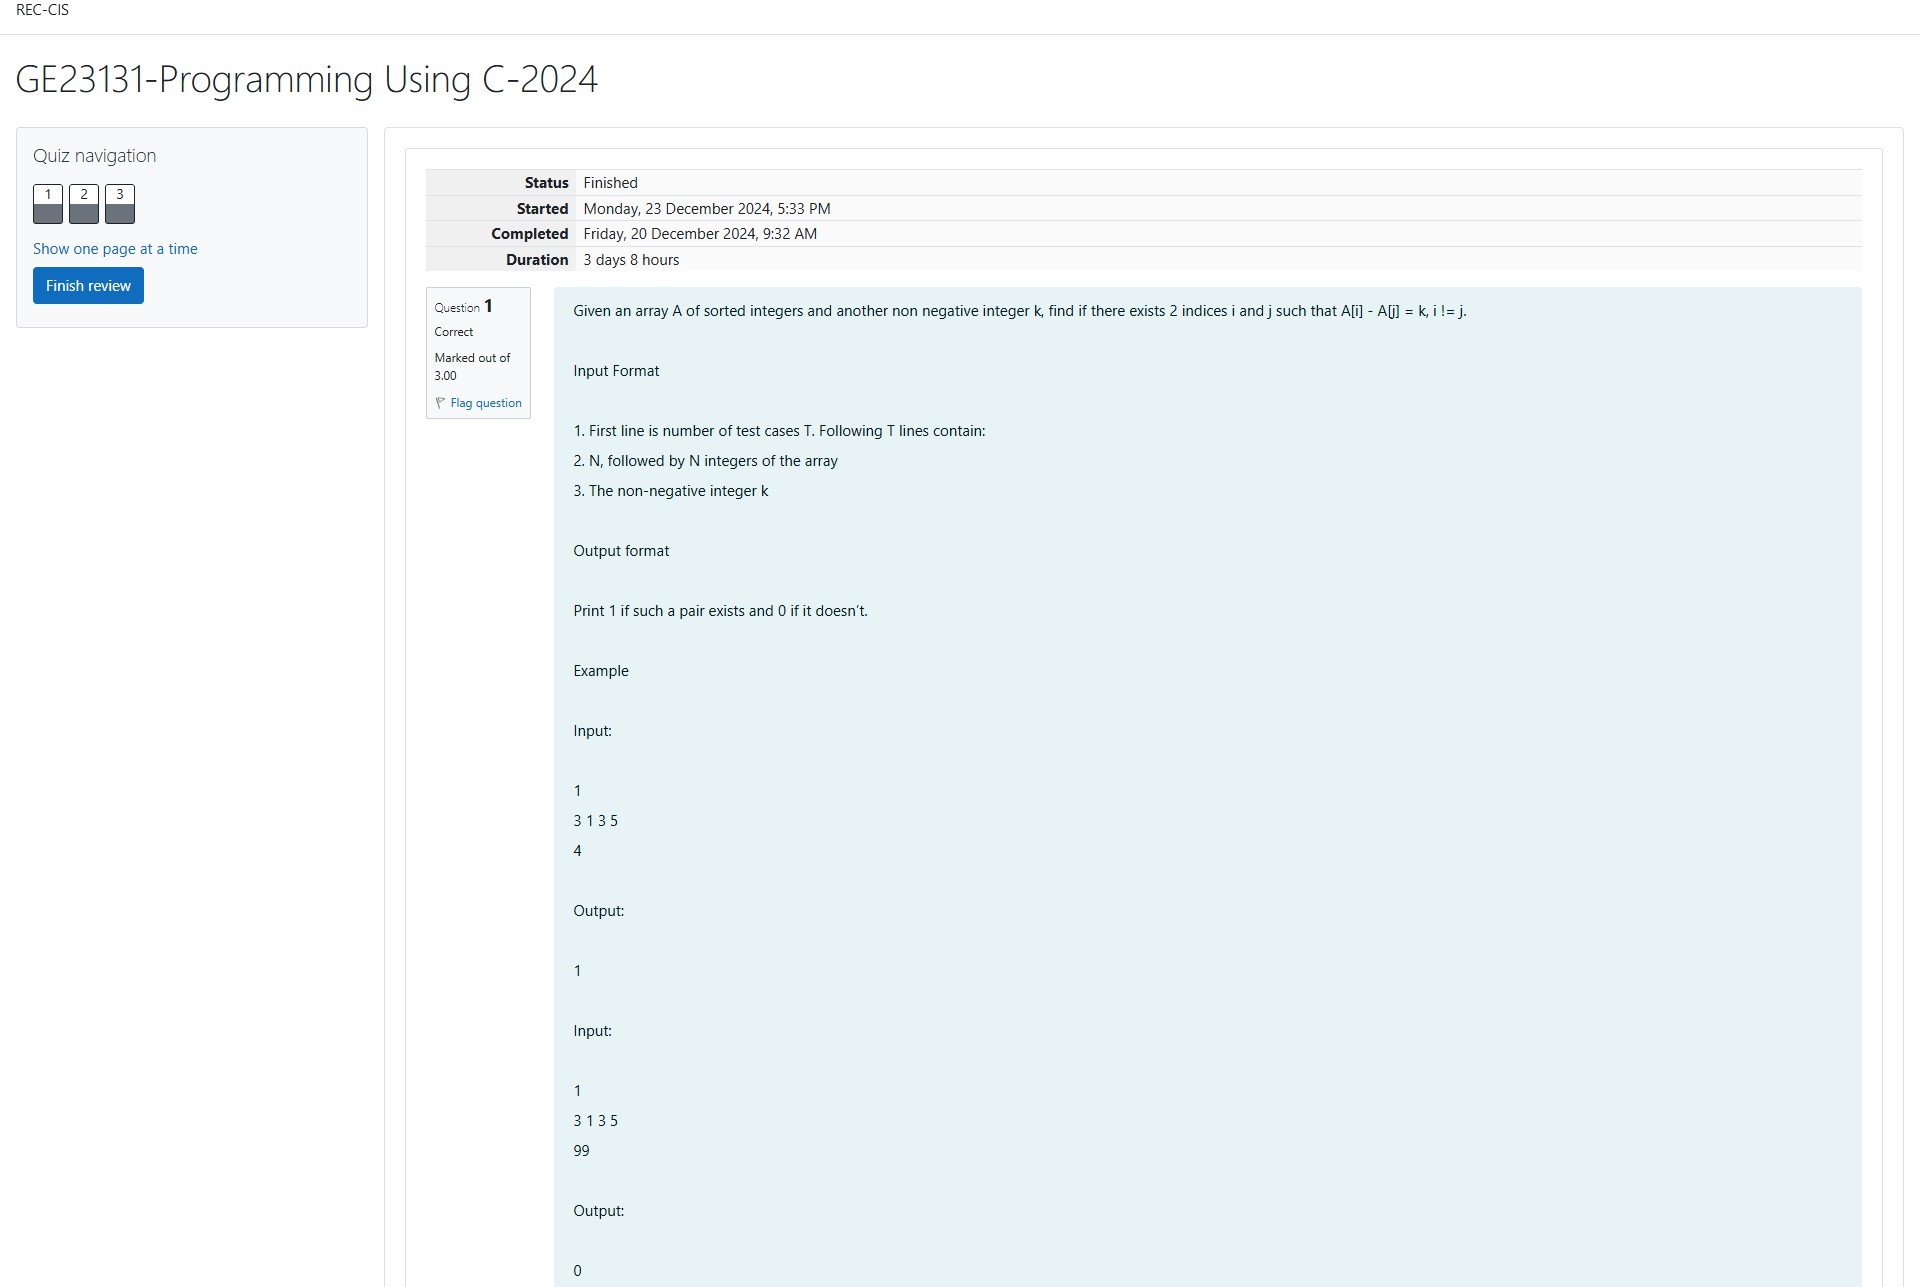 REC-CIS
GE23131-Programming Using C-2024
Quiz navigation
1 2 3
Show one page at a time
Finish review
Status Finished
Started Monday, 23 December 2024, 5:33 PM
Completed Friday, 20 December 2024, 9:32 AM
Duration 3 days 8 hours
Question 1
Correct
Marked out of
3.00
Flag question
Given an array A of sorted integers and another non negative integer k, find if there exists 2 indices i and j such that A[i] - A[j] = k, i != j.
Input Format
1. First line is number of test cases T. Following T lines contain:
2. N, followed by N integers of the array
3. The non-negative integer k
Output format
Print 1 if such a pair exists and 0 if it doesn’t.
Example
Input:
1
3 1 3 5
4
Output:
1
Input:
1
3 1 3 5
99
Output:
0